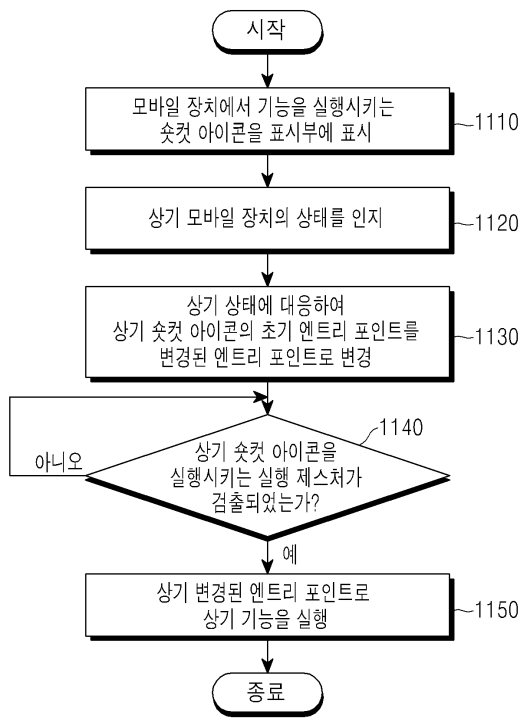 시작
모바일 장치에서 기능을 실행시키는
숏컷 아이콘을 표시부에 표시
1110
상기 모바일 장치의 상태를 인지
1120
상기 상태에 대응하여
상기 숏컷 아이콘의 초기 엔트리 포인트를
변경된 엔트리 포인트로 변경
1130
1140
상기 숏컷 아이콘을
실행시키는 실행 제스처가
검출되었는가?
아니오
예
상기 변경된 엔트리 포인트로
상기 기능을 실행
1150
종료